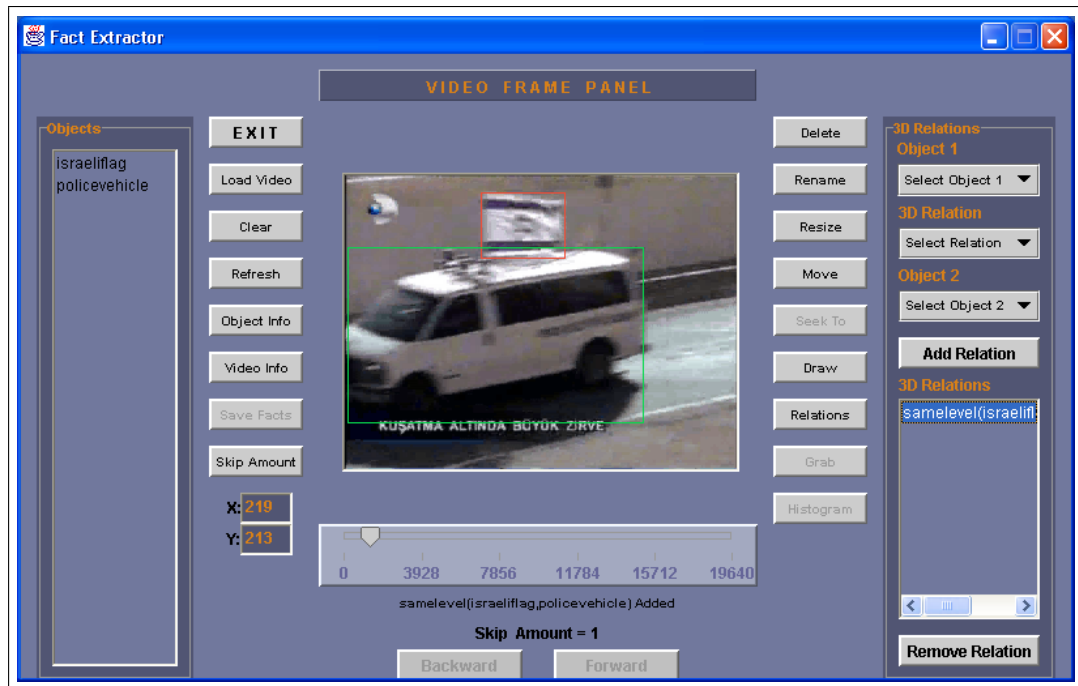 Fact Extractor
VIDEO FRAME PANEL
Objects
israeliflag
policevehicle
EXIT
Load Video
Clear
Refresh
Object Info
Video Info
Save Facts
Skip Amount
X: 219
Y: 213
KUŞATMA ALTINDA BÜYÜK ZİRVE
0 3928 7856 11784 15712 19640
samelevel(israeliflag,policevehicle) Added
Skip Amount = 1
Backward Forward
Delete
Rename
Resize
Move
Seek To
Draw
Relations
Grab
Histogram
3D Relations
Object 1
Select Object 1
3D Relation
Select Relation
Object 2
Select Object 2
Add Relation
3D Relations
samelevel(israelifl
Remove Relation